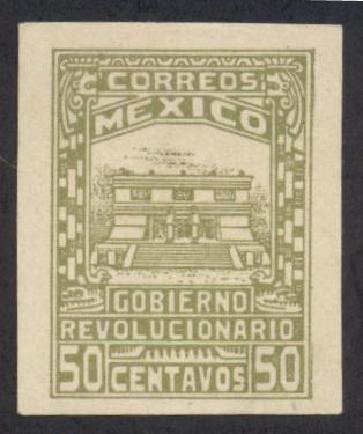 CORREOS
MEXICO
GOBIERNO
REVOLUCIONARIO
50 CENTAVOS 50